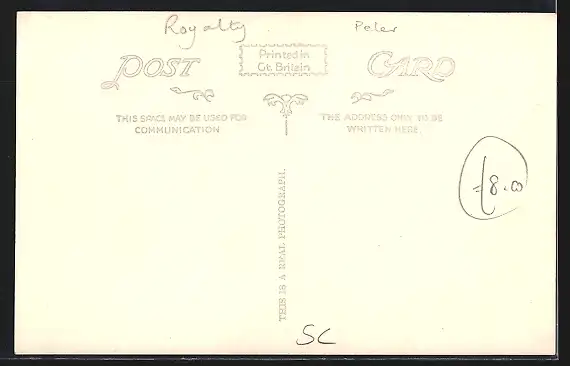 Royalty Peter
POST CARD
Printed in
Gt. Britain
THIS SPACE MAY BE USED FOR
COMMUNICATION
THE ADDRESS ONLY TO BE
WRITTEN HERE.
£8.00
THIS IS A REAL PHOTOGRAPH.
SC